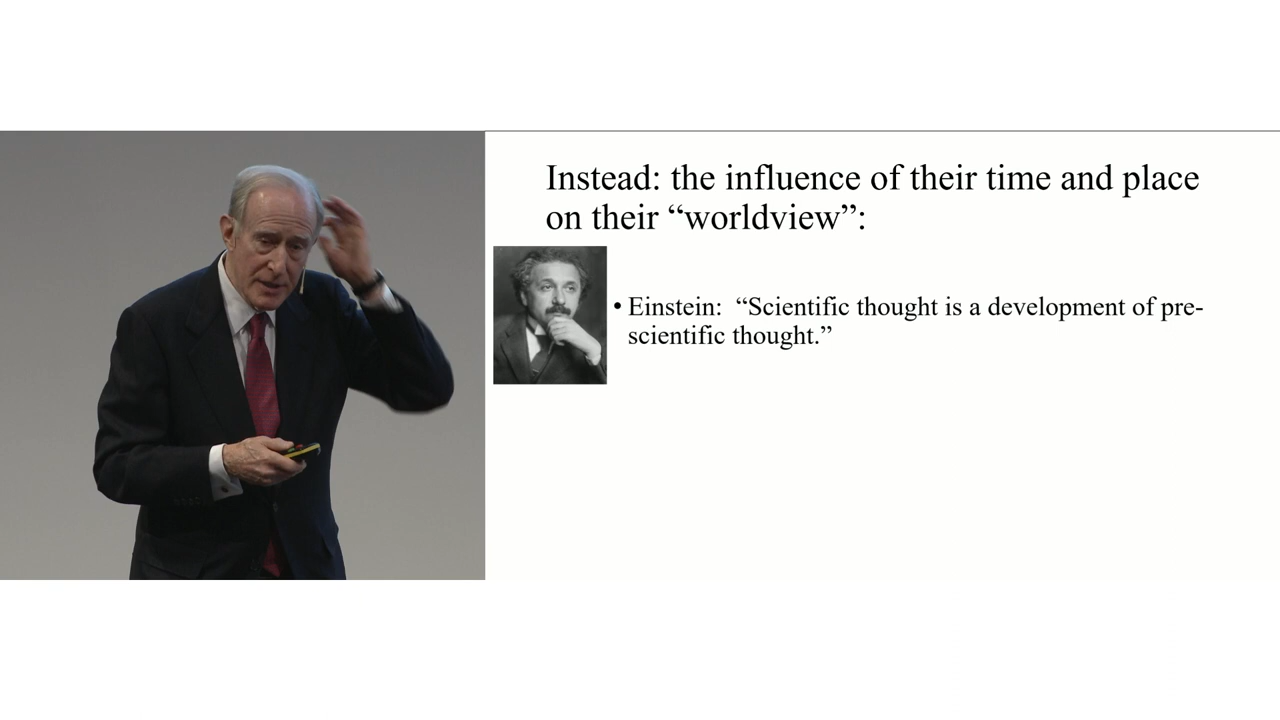 Instead: the influence of their time and place
on their “worldview”:
• Einstein:  “Scientific thought is a development of pre-
scientific thought.”